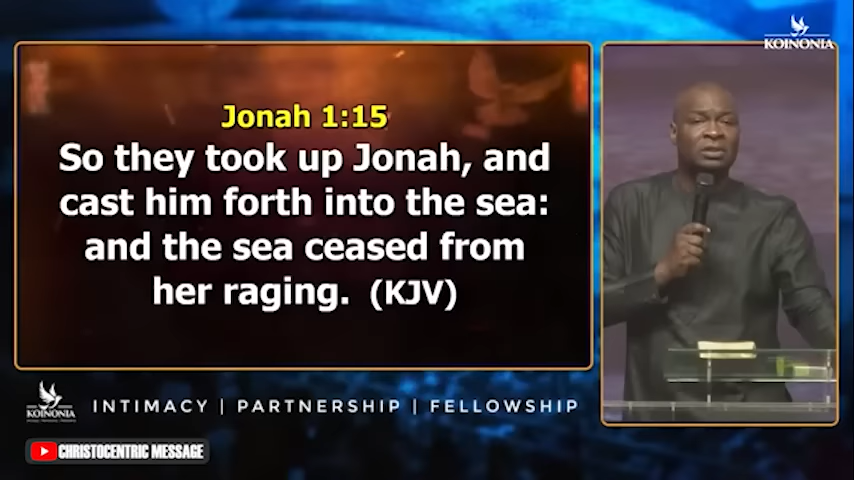 KOINONIA
Jonah 1:15
So they took up Jonah, and
cast him forth into the sea:
and the sea ceased from
her raging. (KJV)
KOINONIA
INTIMACY | PARTNERSHIP | FELLOWSHIP
CHRISTOCENTRIC MESSAGE